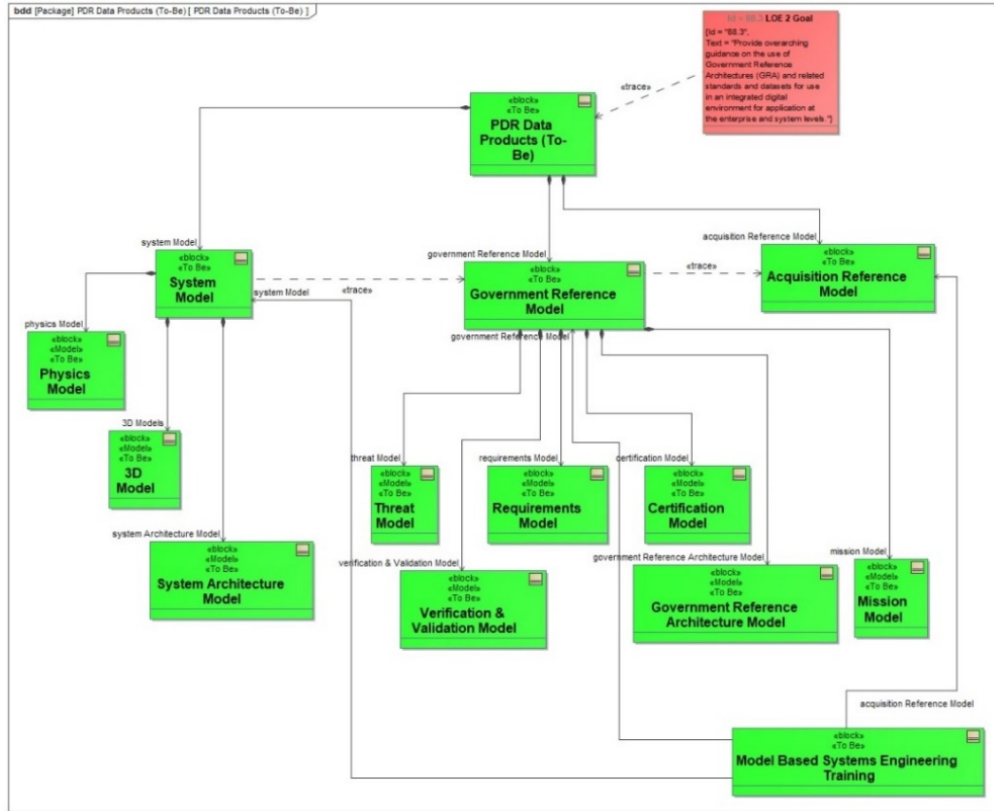 bdd [Package] PDR Data Products (To-Be) [ PDR Data Products (To-Be) ]
Id = 88.3 LOE 2 Goal
[Id = "88.3",
Text = "Provide overarching
guidance on the use of
Government Reference
Architectures (GRA) and related
standards and datasets for use
in an integrated digital
environment for application at
the enterprise and system levels."]
«trace»
«block»
«To Be»
PDR Data
Products (To-
Be)
system Model
government Reference Model
acquisition Reference Model
«block»
«To Be»
System
Model
«trace»
system Model
«block»
«To Be»
Government Reference
Model
government Reference Model
«trace»
«block»
«To Be»
Acquisition Reference
Model
physics Model
«block»
«Model»
«To Be»
Physics
Model
3D Models
«block»
«Model»
«To Be»
3D
Model
threat Model
«block»
«Model»
«To Be»
Threat
Model
requirements Model
«block»
«Model»
«To Be»
Requirements
Model
certification Model
«block»
«Model»
«To Be»
Certification
Model
system Architecture Model
«block»
«Model»
«To Be»
System Architecture
Model
verification & Validation Model
«block»
«Model»
«To Be»
Verification &
Validation Model
government Reference Architecture Model
«block»
«Model»
«To Be»
Government Reference
Architecture Model
mission Model
«block»
«Model»
«To Be»
Mission
Model
acquisition Reference Model
«block»
«To Be»
Model Based Systems Engineering
Training